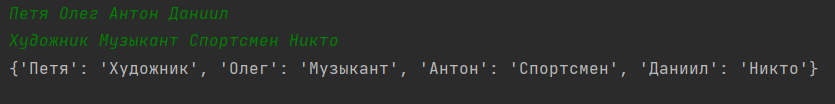 Петя Олег Антон Даниил
Художник Музыкант Спортсмен Никто
{'Петя': 'Художник', 'Олег': 'Музыкант', 'Антон': 'Спортсмен', 'Даниил': 'Никто'}